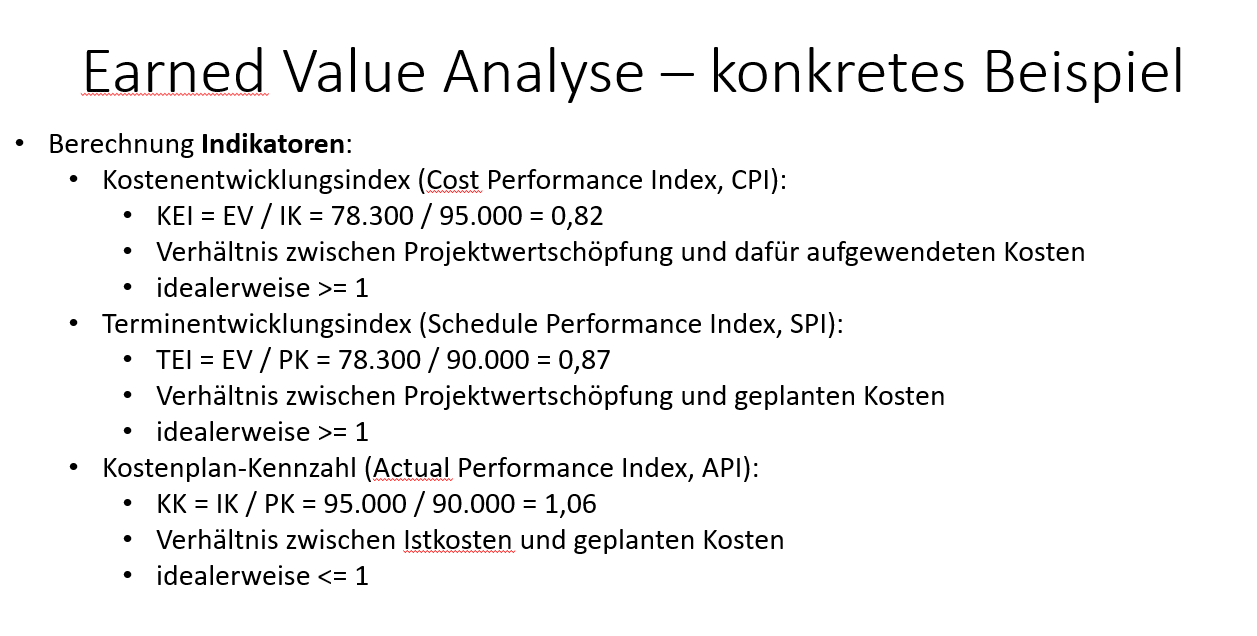 Earned Value Analyse – konkretes Beispiel
• Berechnung Indikatoren:
• Kostenentwicklungsindex (Cost Performance Index, CPI):
• KEI = EV / IK = 78.300 / 95.000 = 0,82
• Verhältnis zwischen Projektwertschöpfung und dafür aufgewendeten Kosten
• idealerweise >= 1
• Terminentwicklungsindex (Schedule Performance Index, SPI):
• TEI = EV / PK = 78.300 / 90.000 = 0,87
• Verhältnis zwischen Projektwertschöpfung und geplanten Kosten
• idealerweise >= 1
• Kostenplan-Kennzahl (Actual Performance Index, API):
• KK = IK / PK = 95.000 / 90.000 = 1,06
• Verhältnis zwischen Istkosten und geplanten Kosten
• idealerweise <= 1